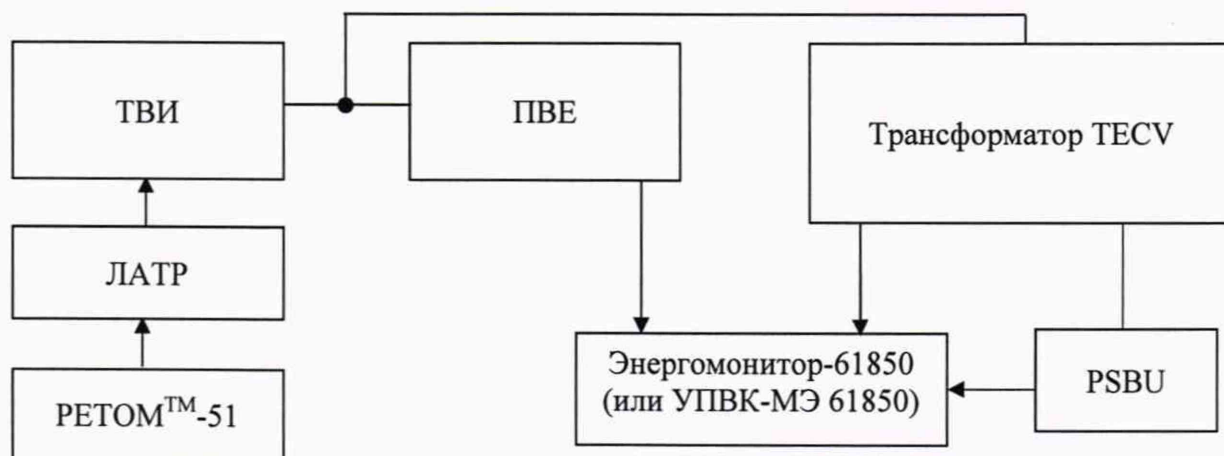 ТВИ
ПВЕ
Трансформатор TECV
ЛАТР
РЕТОМ™-51
Энергомонитор-61850
(или УПВК-МЭ 61850)
PSBU